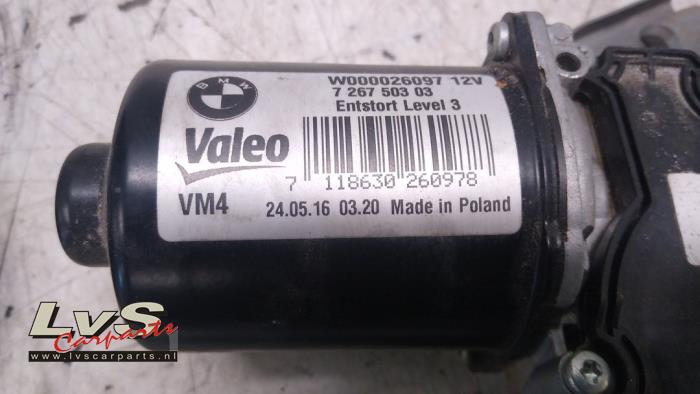 BMW
W000026097 12V
7 267 503 03
Entstort Level 3
Valeo
7 118630 260978
VM4
24.05.16 03.20 Made in Poland
LvS
Carparts
www.lvscarparts.nl